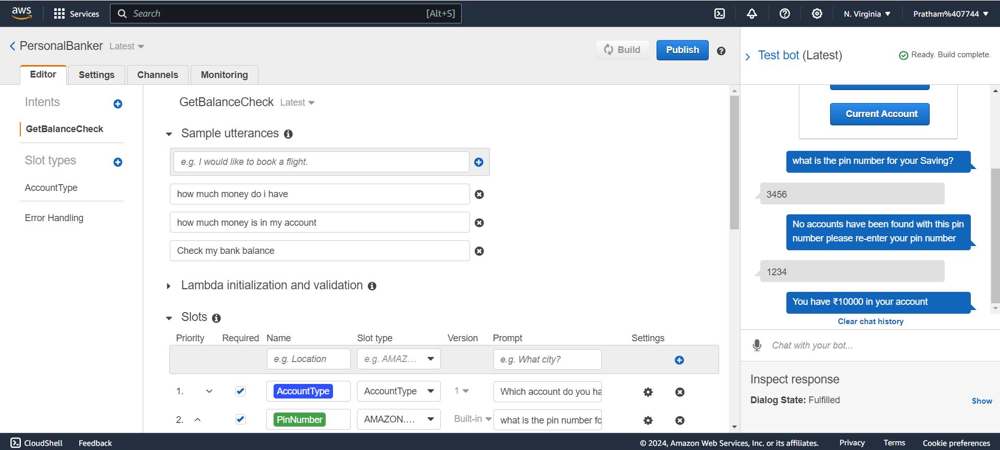 aws
Services
Search
[Alt+S]
N. Virginia
Pratham%407744
PersonalBanker Latest
Build
Publish
Editor
Settings
Channels
Monitoring
Intents
GetBalanceCheck
Slot types
AccountType
Error Handling
GetBalanceCheck Latest
Sample utterances
e.g. I would like to book a flight.
how much money do i have
how much money is in my account
Check my bank balance
Lambda initialization and validation
Slots
Priority Required Name Slot type Version Prompt Settings
e.g. Location e.g. AMAZ... e.g. What city?
1. AccountType AccountType 1 Which account do you ha
2. PinNumber AMAZON.... Built-in what is the pin number fo
Test bot (Latest)
Ready. Build complete.
Current Account
what is the pin number for your Saving?
3456
No accounts have been found with this pin
number please re-enter your pin number
1234
You have ₹10000 in your account
Clear chat history
Chat with your bot...
Inspect response
Dialog State: Fulfilled
Show
CloudShell
Feedback
© 2024, Amazon Web Services, Inc. or its affiliates.
Privacy
Terms
Cookie preferences